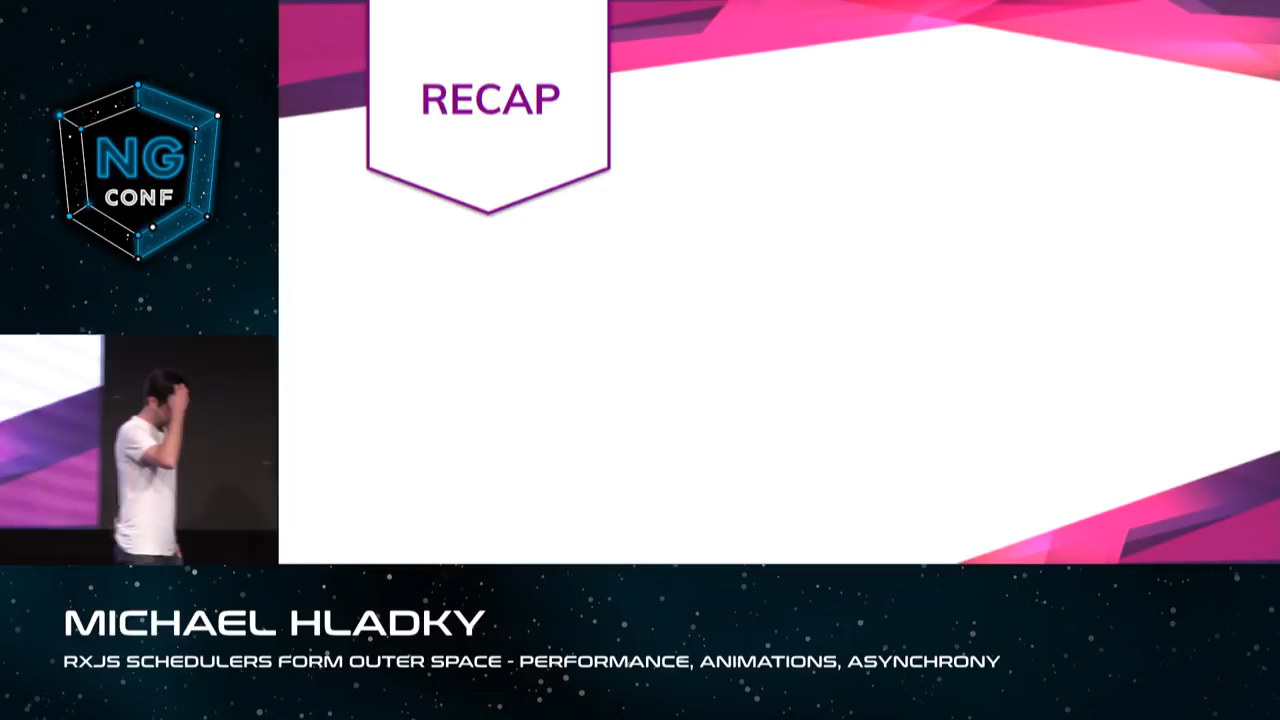 NG
CONF
RECAP
MICHAEL HLADKY
RXJS SCHEDULERS FORM OUTER SPACE - PERFORMANCE, ANIMATIONS, ASYNCHRONY